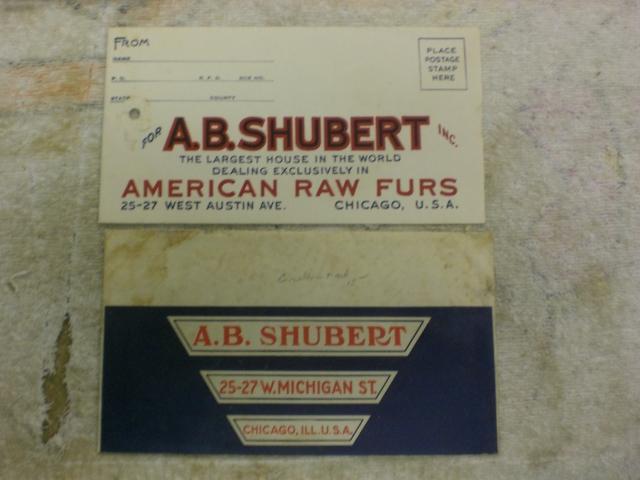 FROM
NAME
P. O. R. F. D. BOX NO.
STATE COUNTY
PLACE
POSTAGE
STAMP
HERE
FOR A.B.SHUBERT INC.
THE LARGEST HOUSE IN THE WORLD
DEALING EXCLUSIVELY IN
AMERICAN RAW FURS
25-27 WEST AUSTIN AVE. CHICAGO, U.S.A.
A.B. SHUBERT
25-27 W.MICHIGAN ST.
CHICAGO, ILL.U.S.A.